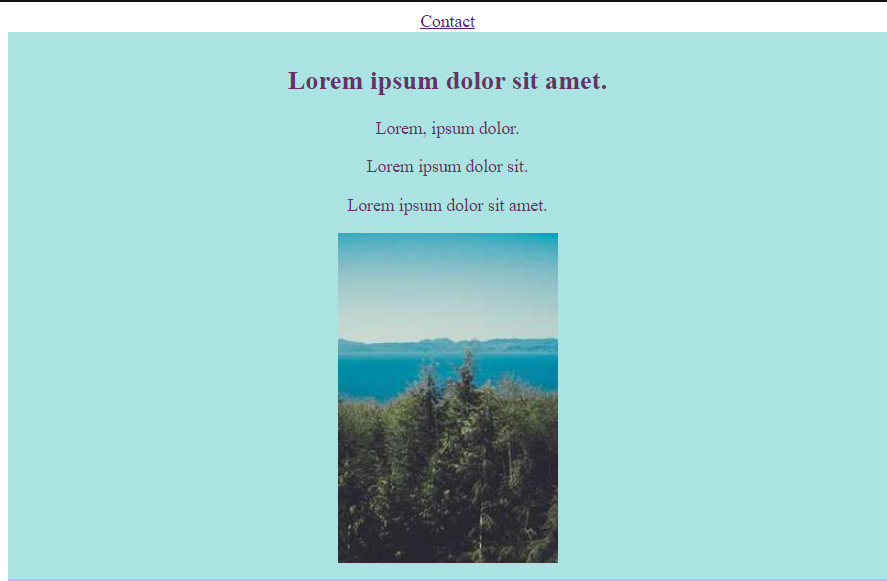 Contact
Lorem ipsum dolor sit amet.
Lorem, ipsum dolor.
Lorem ipsum dolor sit.
Lorem ipsum dolor sit amet.